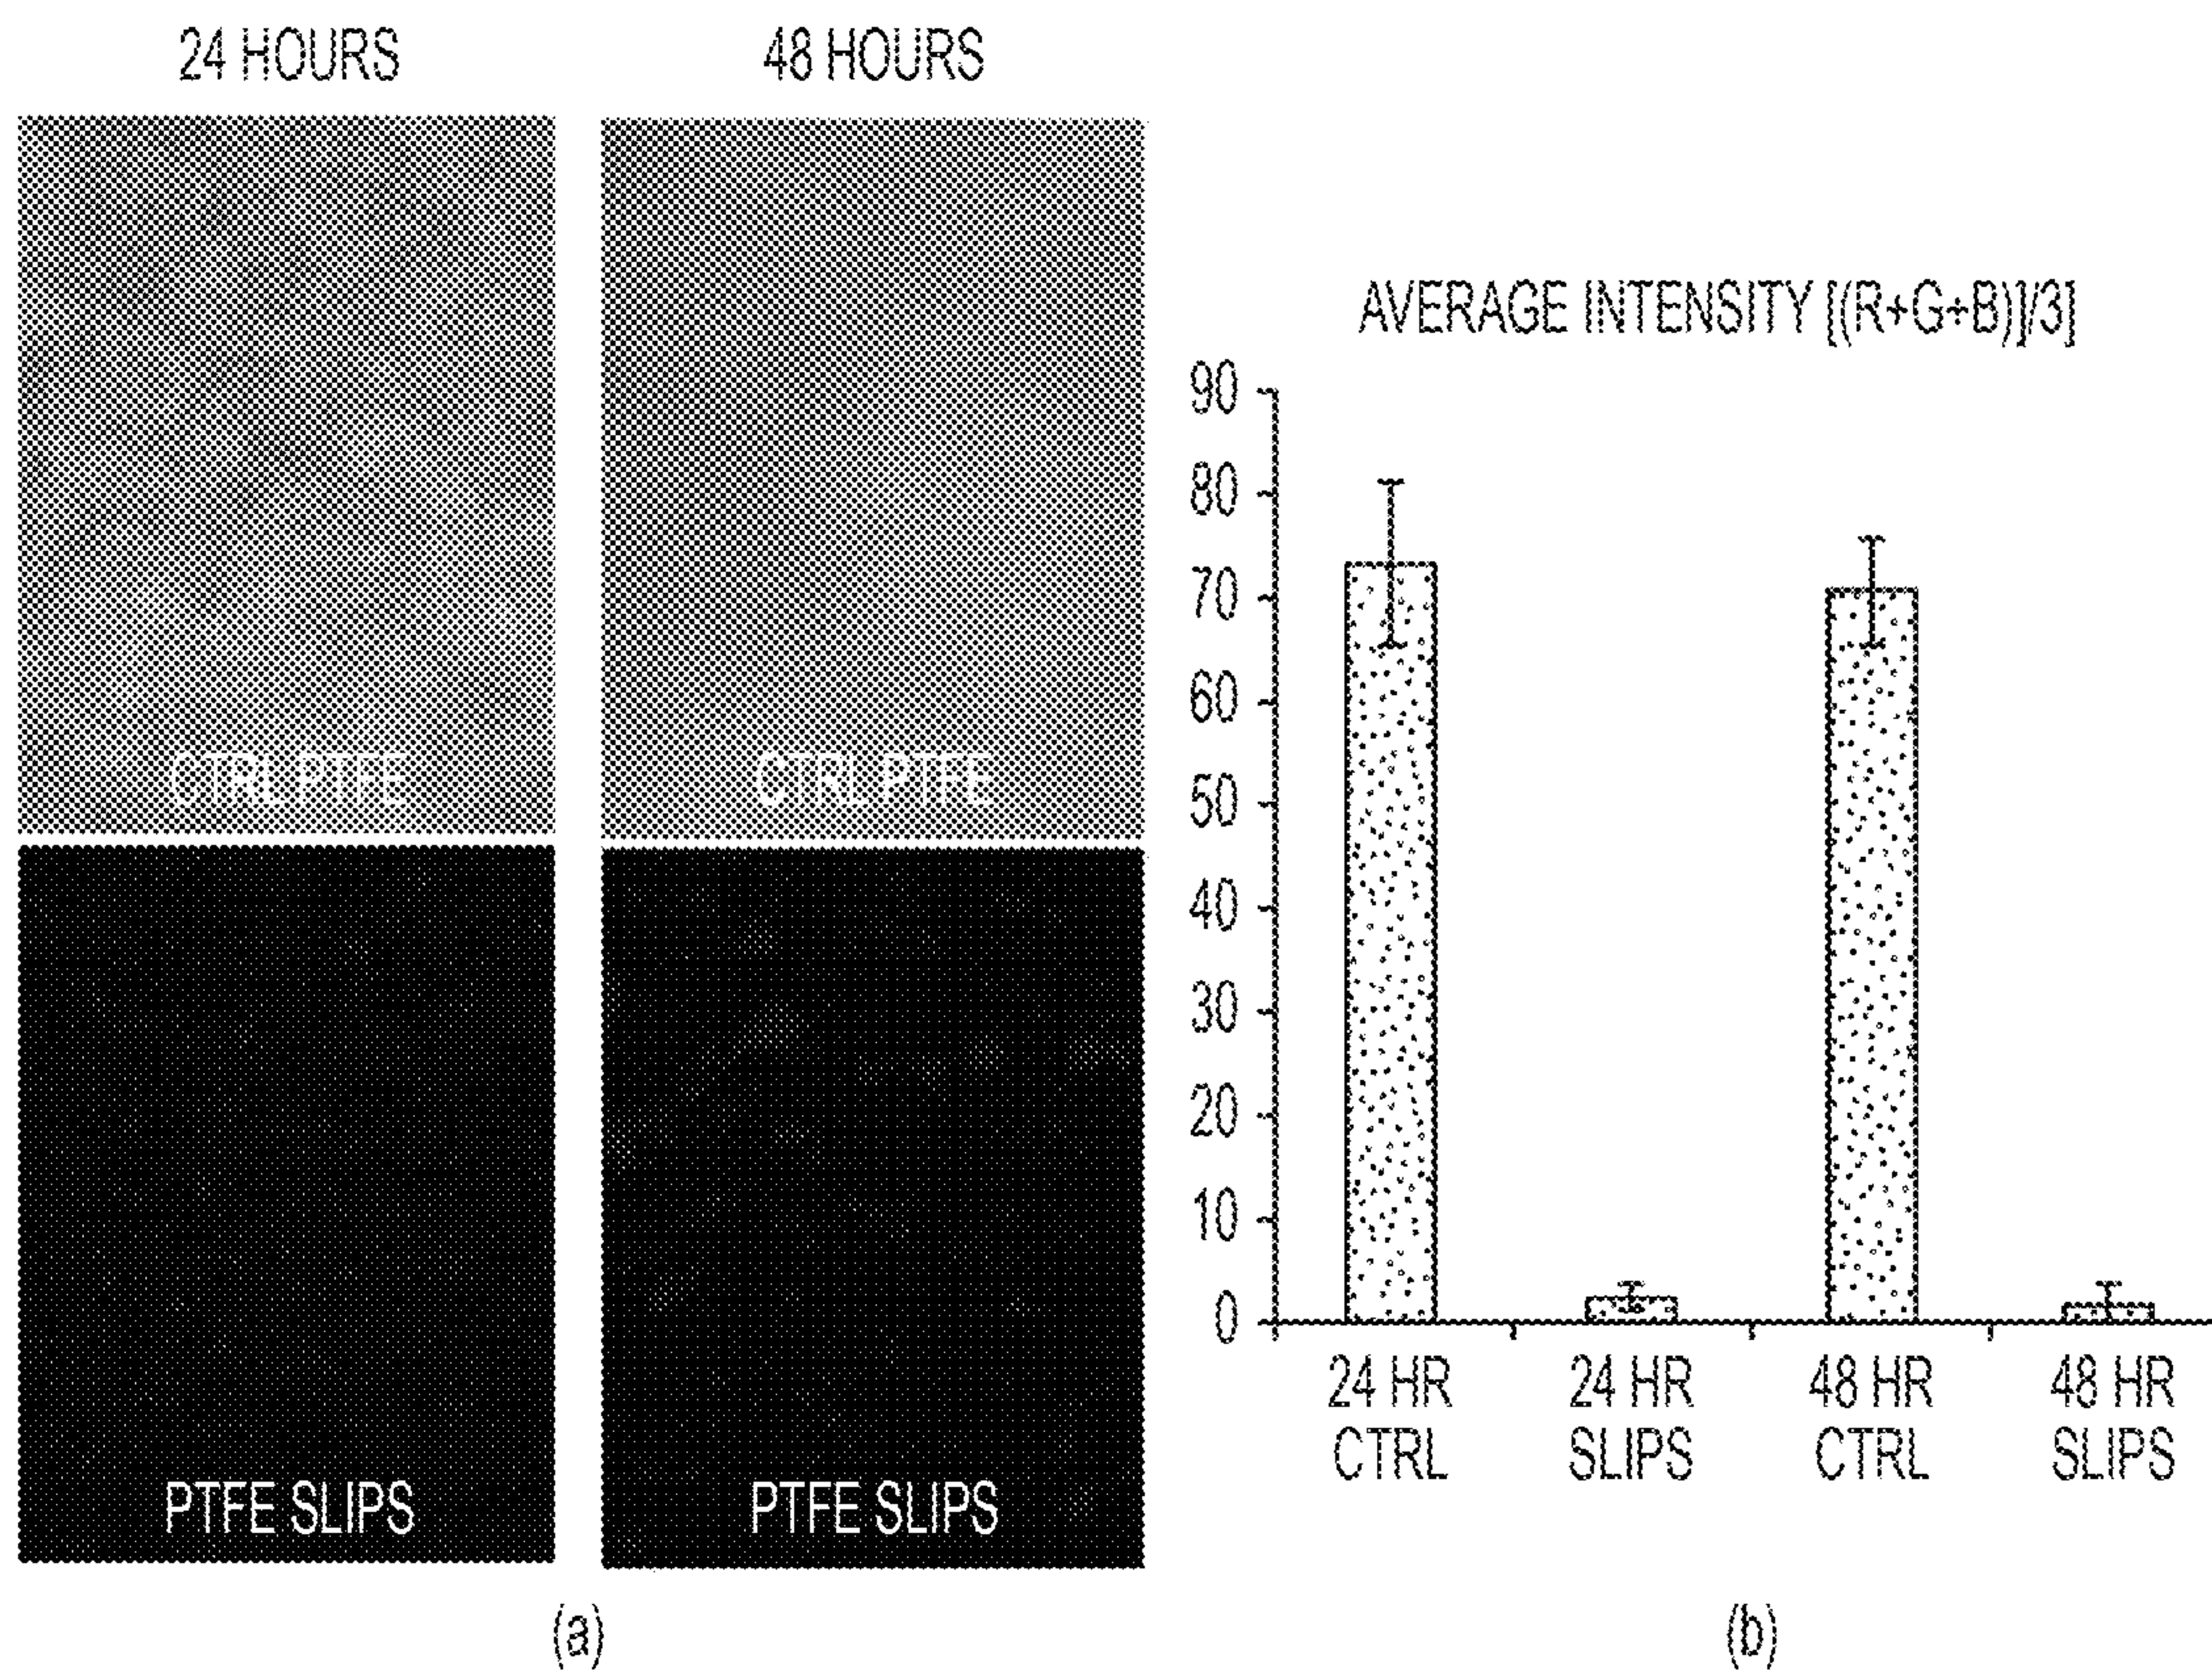 24 HOURS
48 HOURS
CTRL PTFE
CTRL PTFE
PTFE SLIPS
PTFE SLIPS
(a)
AVERAGE INTENSITY [(R+G+B)]/3]
90
80
70
60
50
40
30
20
10
0
24 HR
CTRL
24 HR
SLIPS
48 HR
CTRL
48 HR
SLIPS
(b)